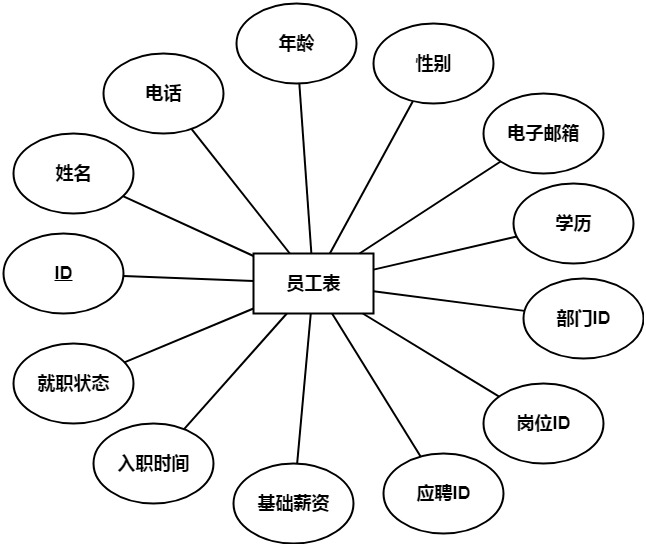 年龄
性别
电话
电子邮箱
姓名
学历
ID
员工表
部门ID
就职状态
岗位ID
入职时间
基础薪资
应聘ID